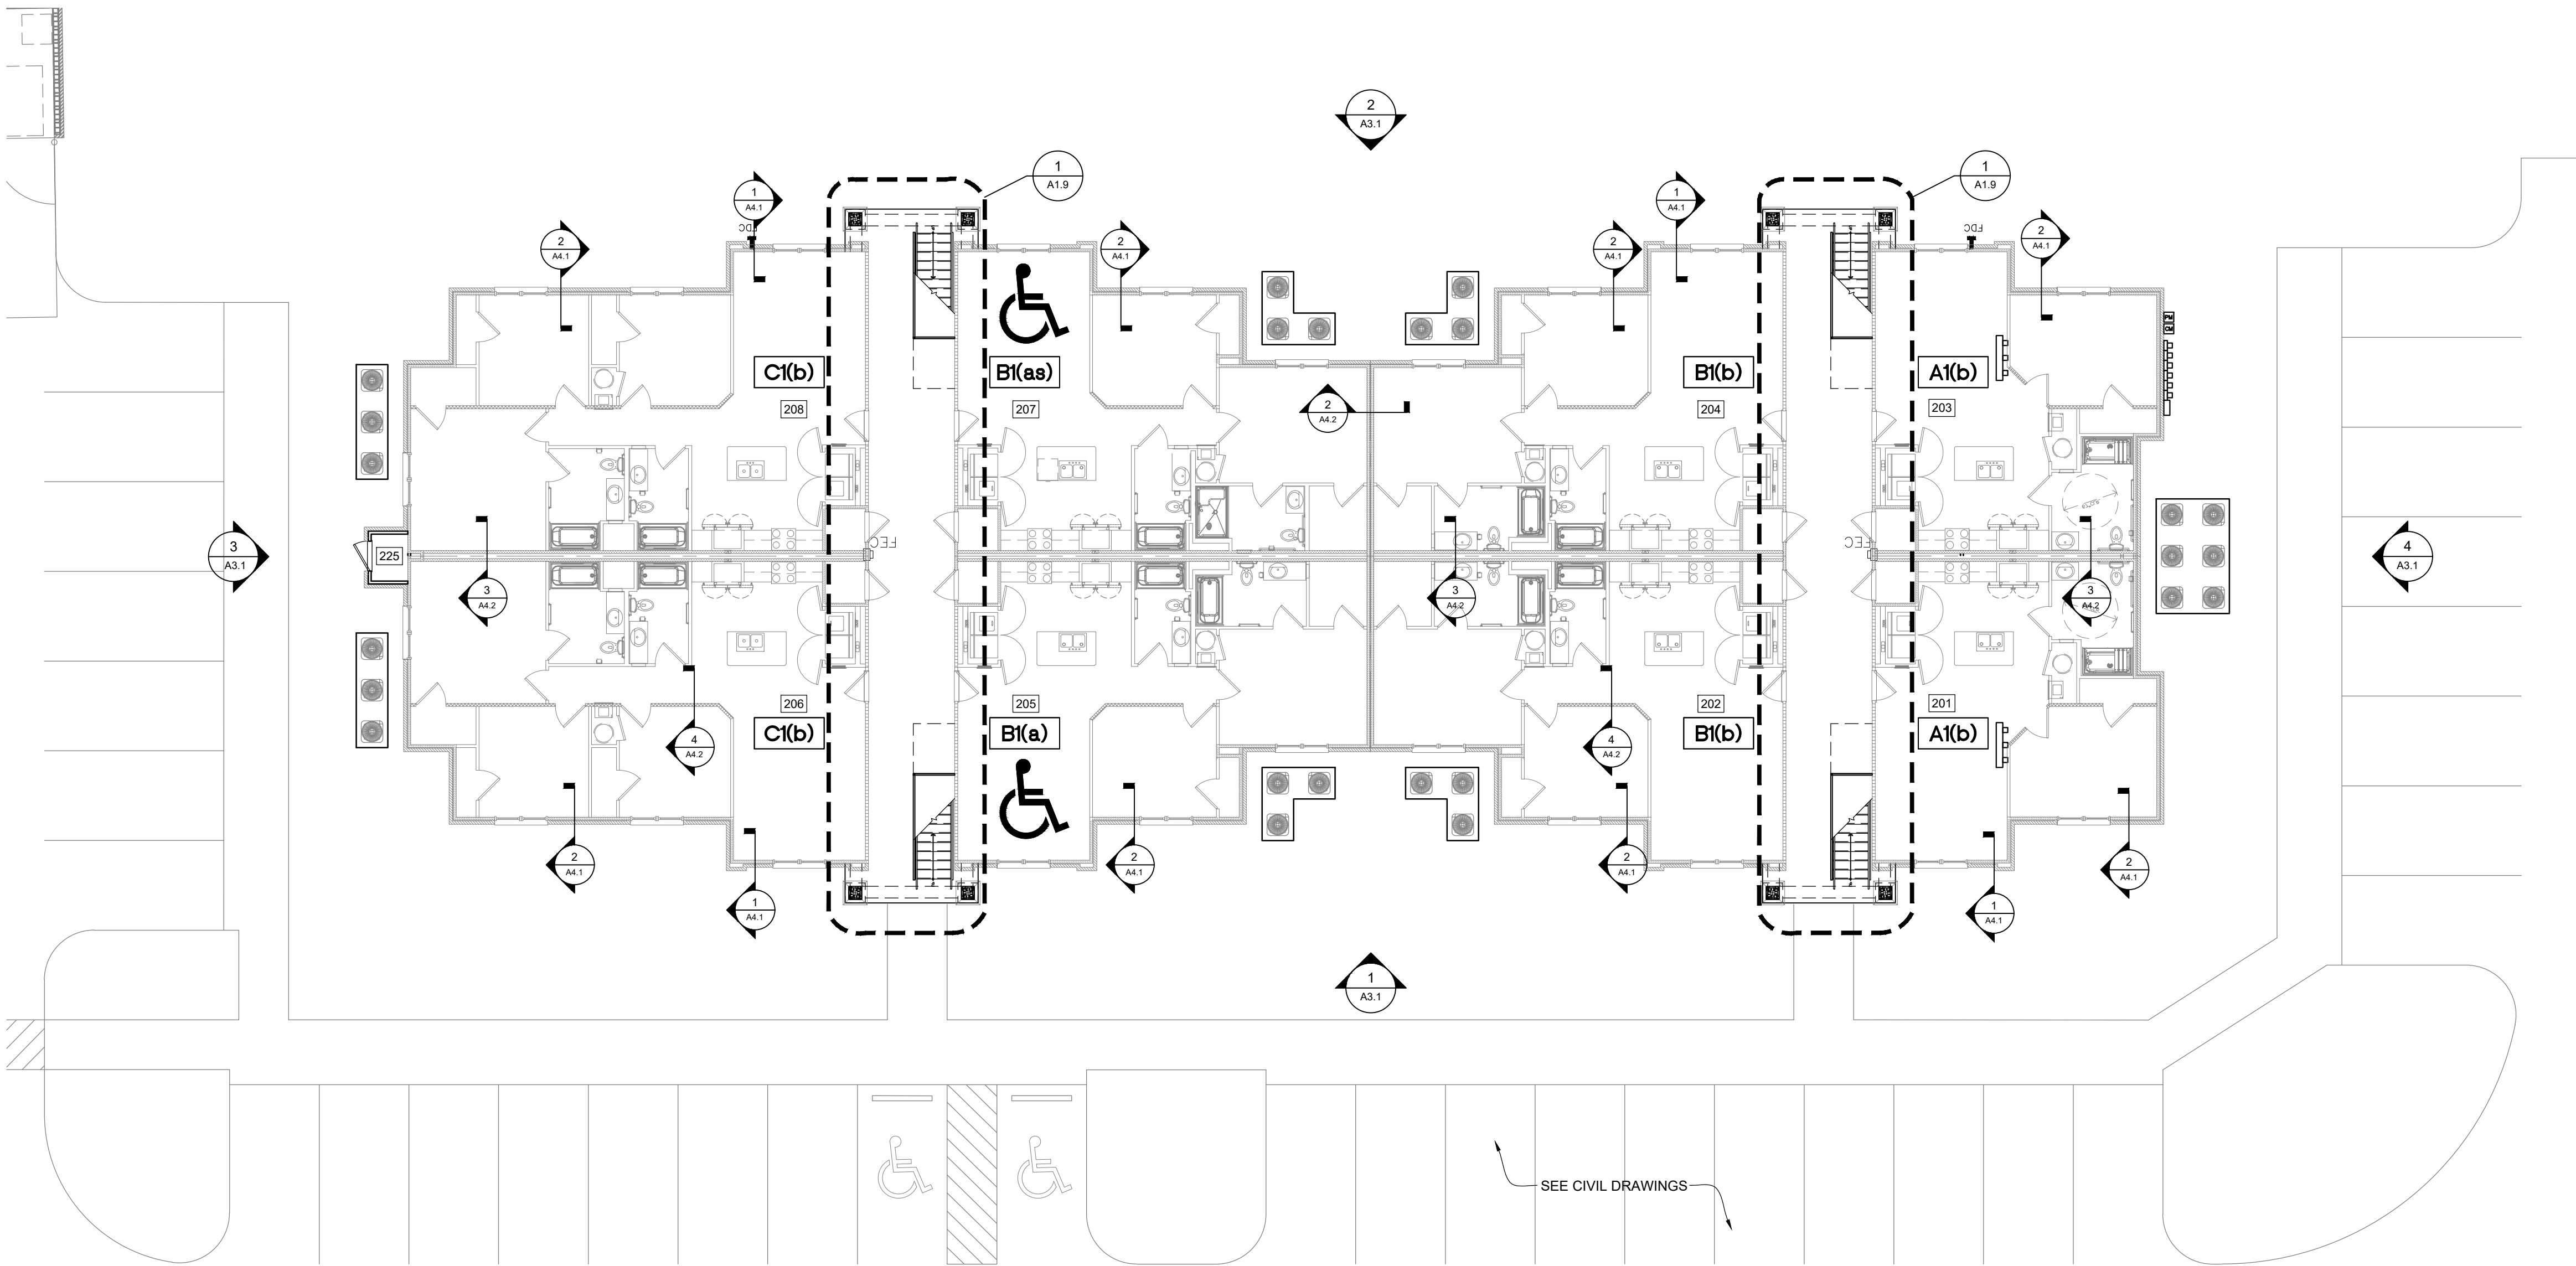 2
A3.1
1
A1.9
1
A1.9
1
A4.1
1
A4.1
FDC
FDC
2
A4.1
2
A4.1
2
A4.1
2
A4.1
C1(b)
B1(as)
B1(b)
A1(b)
208
207
204
203
2
A4.2
FEC
FEC
225
3
A3.1
4
A3.1
3
A4.2
3
A4.2
3
A4.2
206
205
202
201
C1(b)
B1(a)
B1(b)
A1(b)
4
A4.2
4
A4.2
2
A4.1
2
A4.1
2
A4.1
2
A4.1
1
A4.1
1
A4.1
1
A3.1
SEE CIVIL DRAWINGS